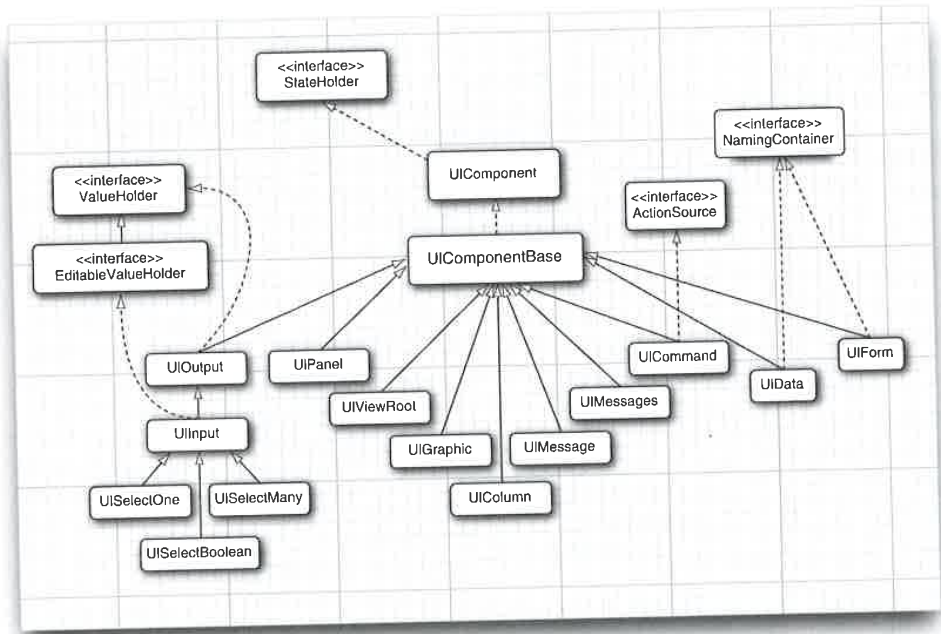 <<interface>>
StateHolder
<<interface>>
NamingContainer
<<interface>>
ValueHolder
UIComponent
<<interface>>
ActionSource
<<interface>>
EditableValueHolder
UIComponentBase
UIOutput
UIPanel
UICommand
UIForm
UIData
UIViewRoot
UIMessages
UIInput
UIGraphic
UIMessage
UIColumn
UISelectOne
UISelectMany
UISelectBoolean